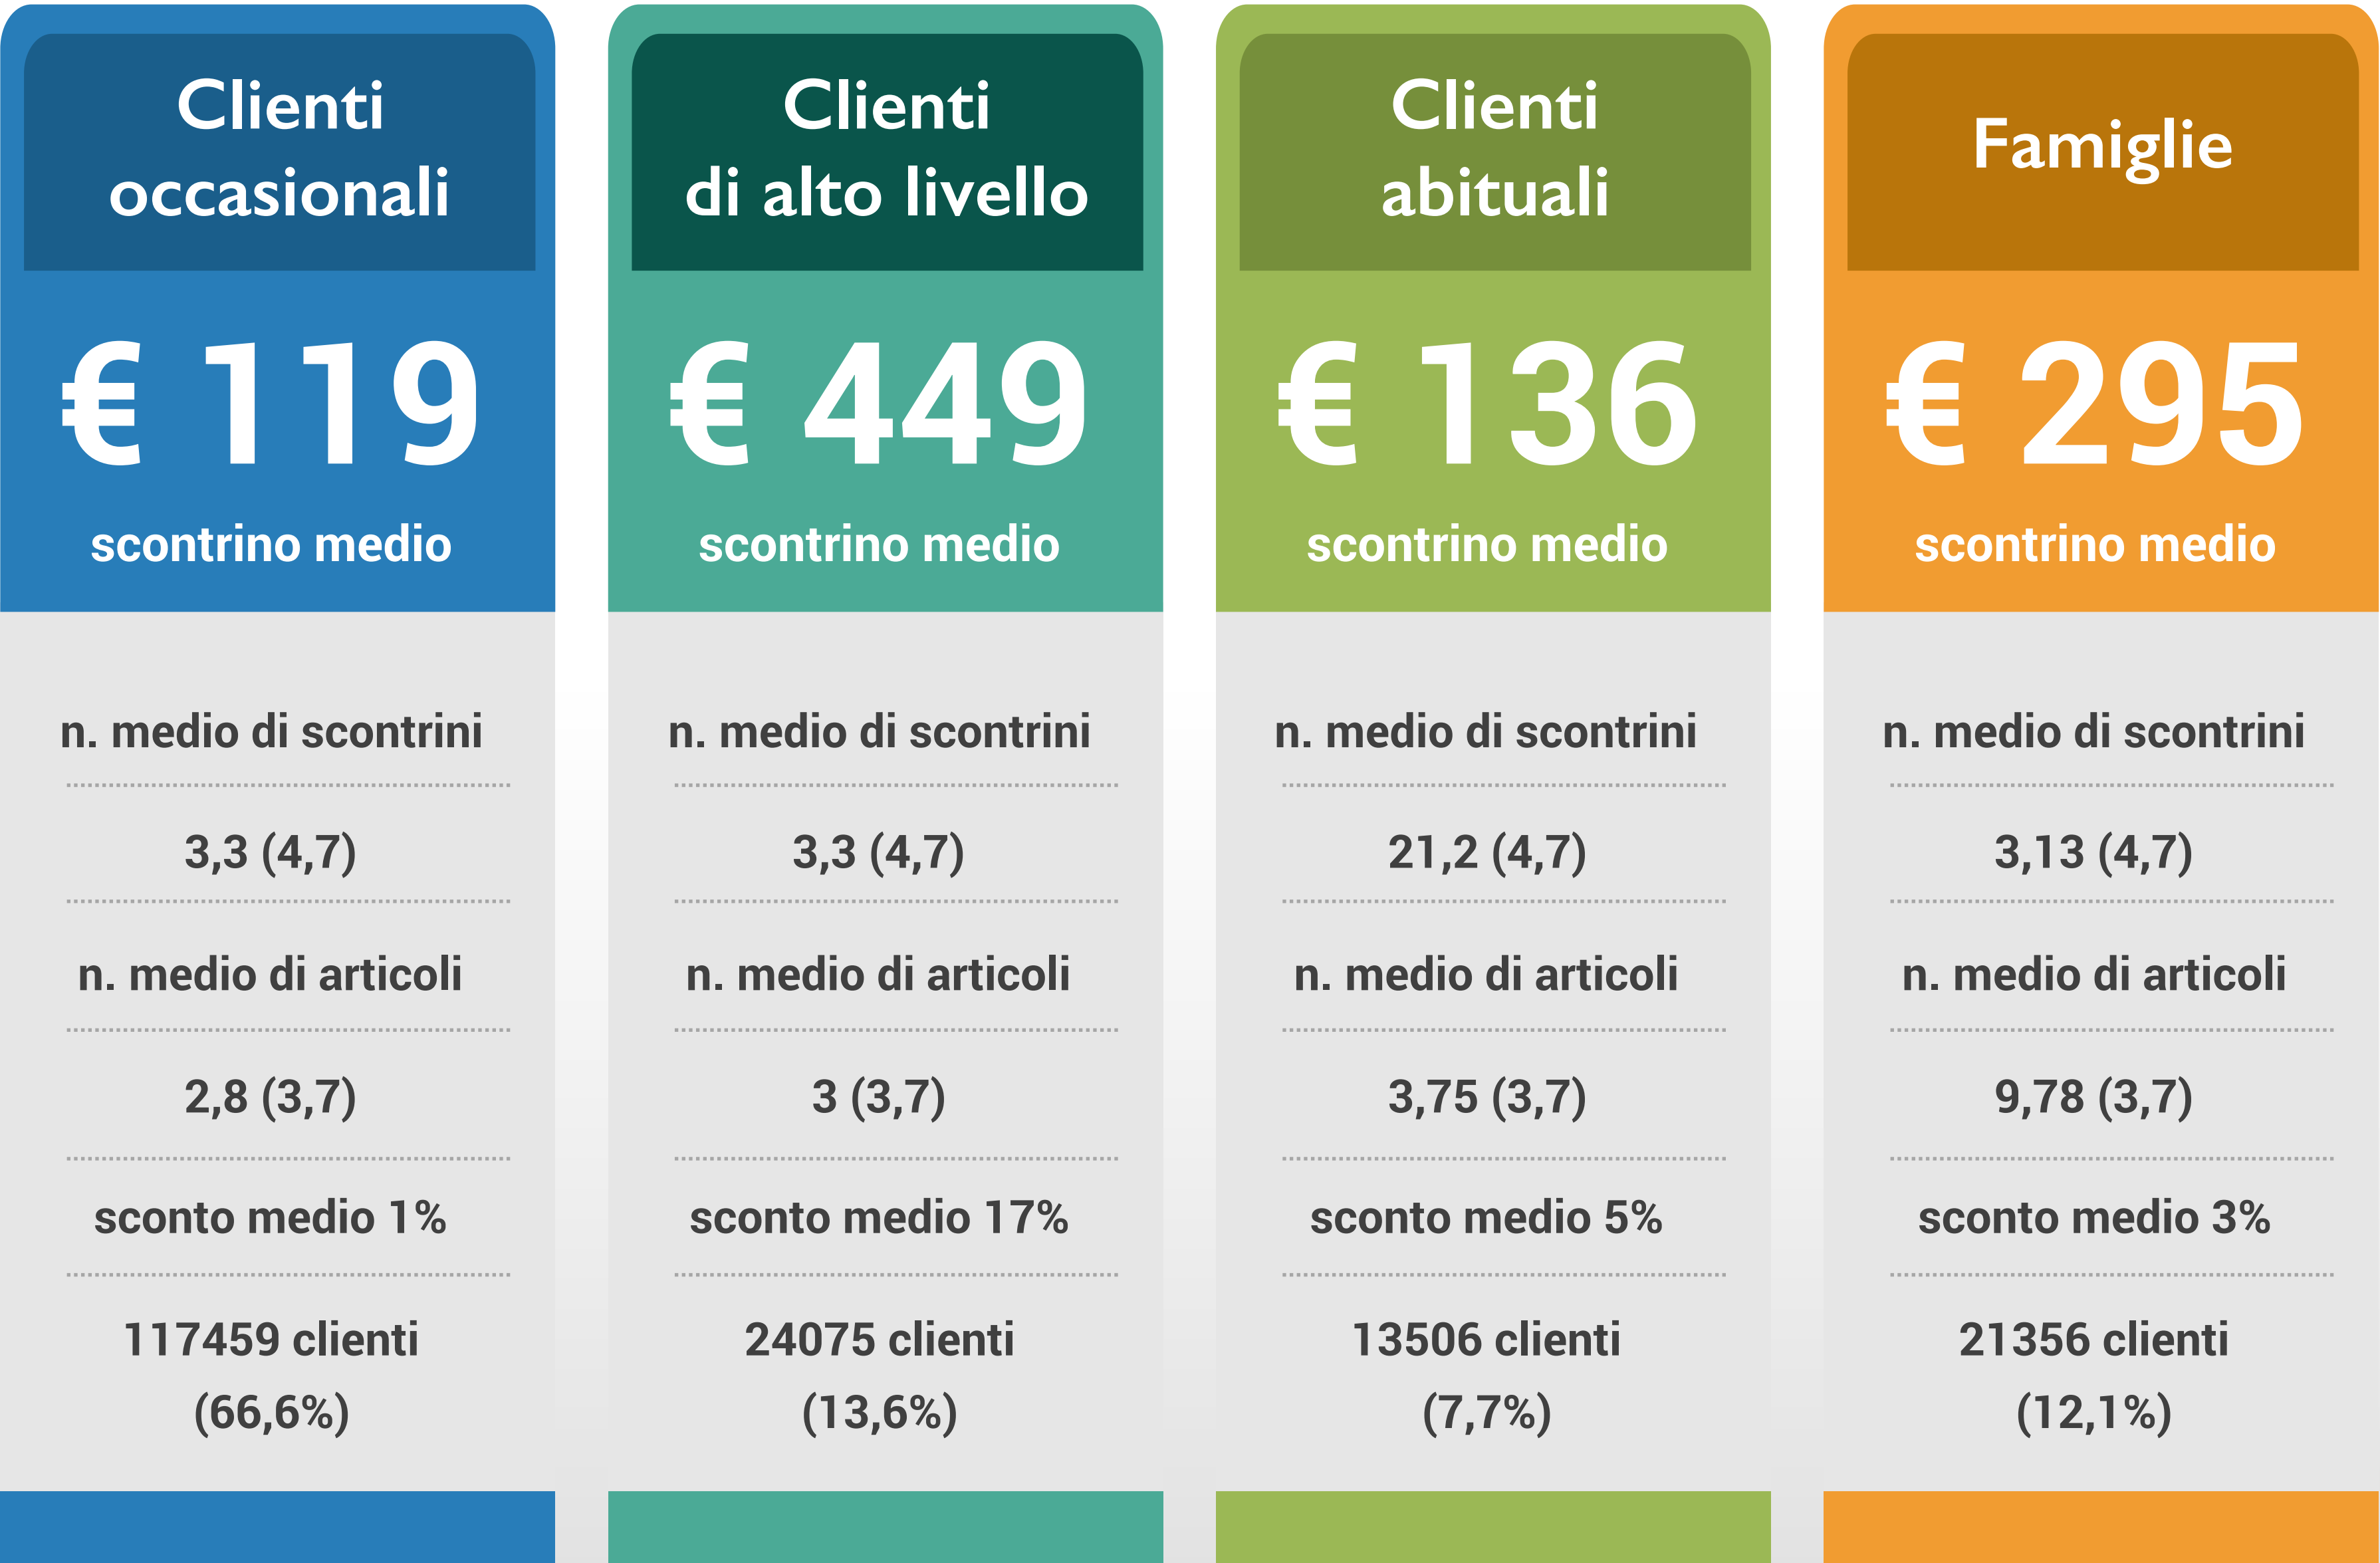 Clienti
occasionali
€ 119
scontrino medio
n. medio di scontrini
3,3 (4,7)
n. medio di articoli
2,8 (3,7)
sconto medio 1%
117459 clienti
(66,6%)
Clienti
di alto livello
€ 449
scontrino medio
n. medio di scontrini
3,3 (4,7)
n. medio di articoli
3 (3,7)
sconto medio 17%
24075 clienti
(13,6%)
Clienti
abituali
€ 136
scontrino medio
n. medio di scontrini
21,2 (4,7)
n. medio di articoli
3,75 (3,7)
sconto medio 5%
13506 clienti
(7,7%)
Famiglie
€ 295
scontrino medio
n. medio di scontrini
3,13 (4,7)
n. medio di articoli
9,78 (3,7)
sconto medio 3%
21356 clienti
(12,1%)